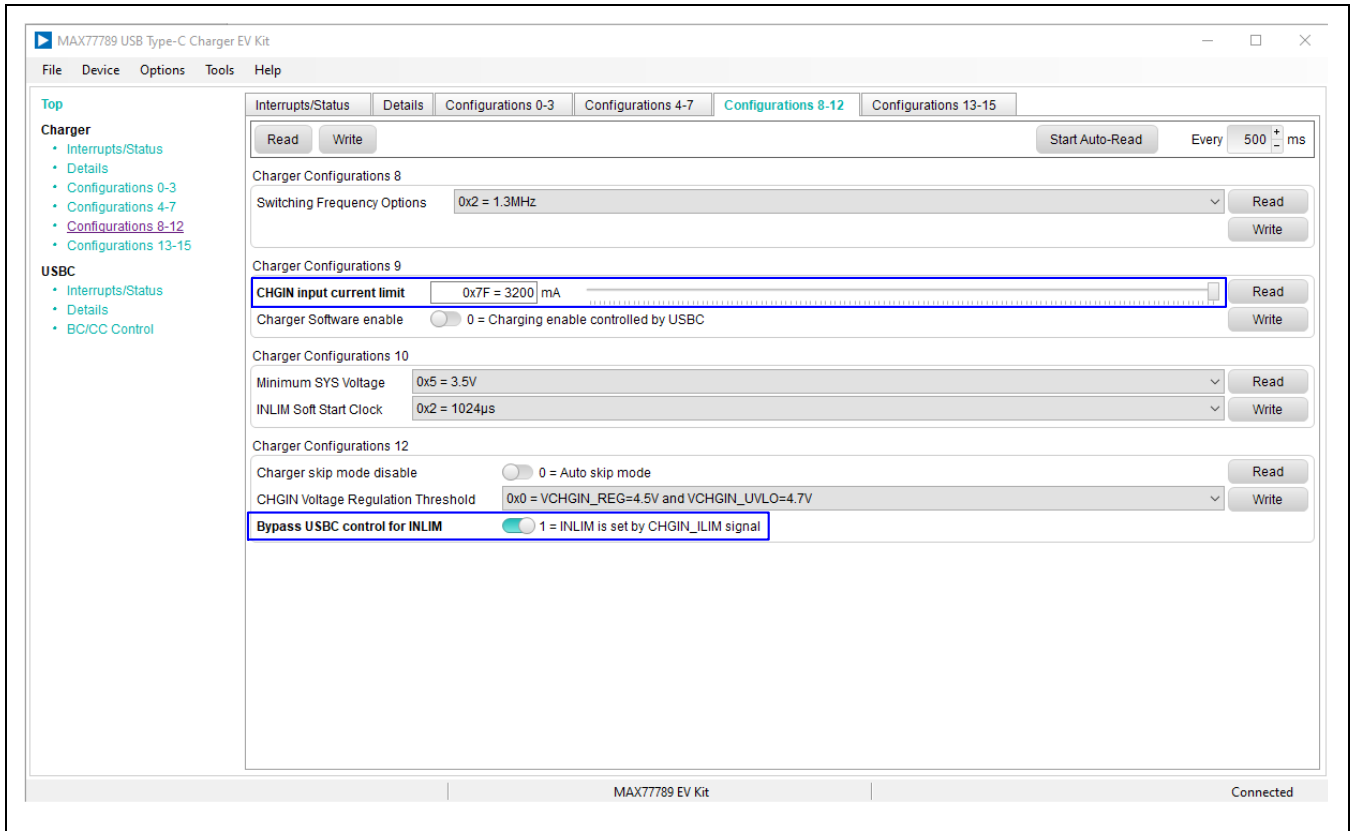 MAX77789 USB Type-C Charger EV Kit
File Device Options Tools Help
Top
Charger
• Interrupts/Status
• Details
• Configurations 0-3
• Configurations 4-7
• Configurations 8-12
• Configurations 13-15
USBC
• Interrupts/Status
• Details
• BC/CC Control
Interrupts/Status Details Configurations 0-3 Configurations 4-7 Configurations 8-12 Configurations 13-15
Read Write Start Auto-Read Every 500 + - ms
Charger Configurations 8
Switching Frequency Options 0x2 = 1.3MHz Read
Write
Charger Configurations 9
CHGIN input current limit 0x7F = 3200 mA Read
Charger Software enable 0 = Charging enable controlled by USBC Write
Charger Configurations 10
Minimum SYS Voltage 0x5 = 3.5V Read
INLIM Soft Start Clock 0x2 = 1024µs Write
Charger Configurations 12
Charger skip mode disable 0 = Auto skip mode Read
CHGIN Voltage Regulation Threshold 0x0 = VCHGIN_REG=4.5V and VCHGIN_UVLO=4.7V Write
Bypass USBC control for INLIM 1 = INLIM is set by CHGIN_ILIM signal
MAX77789 EV Kit Connected